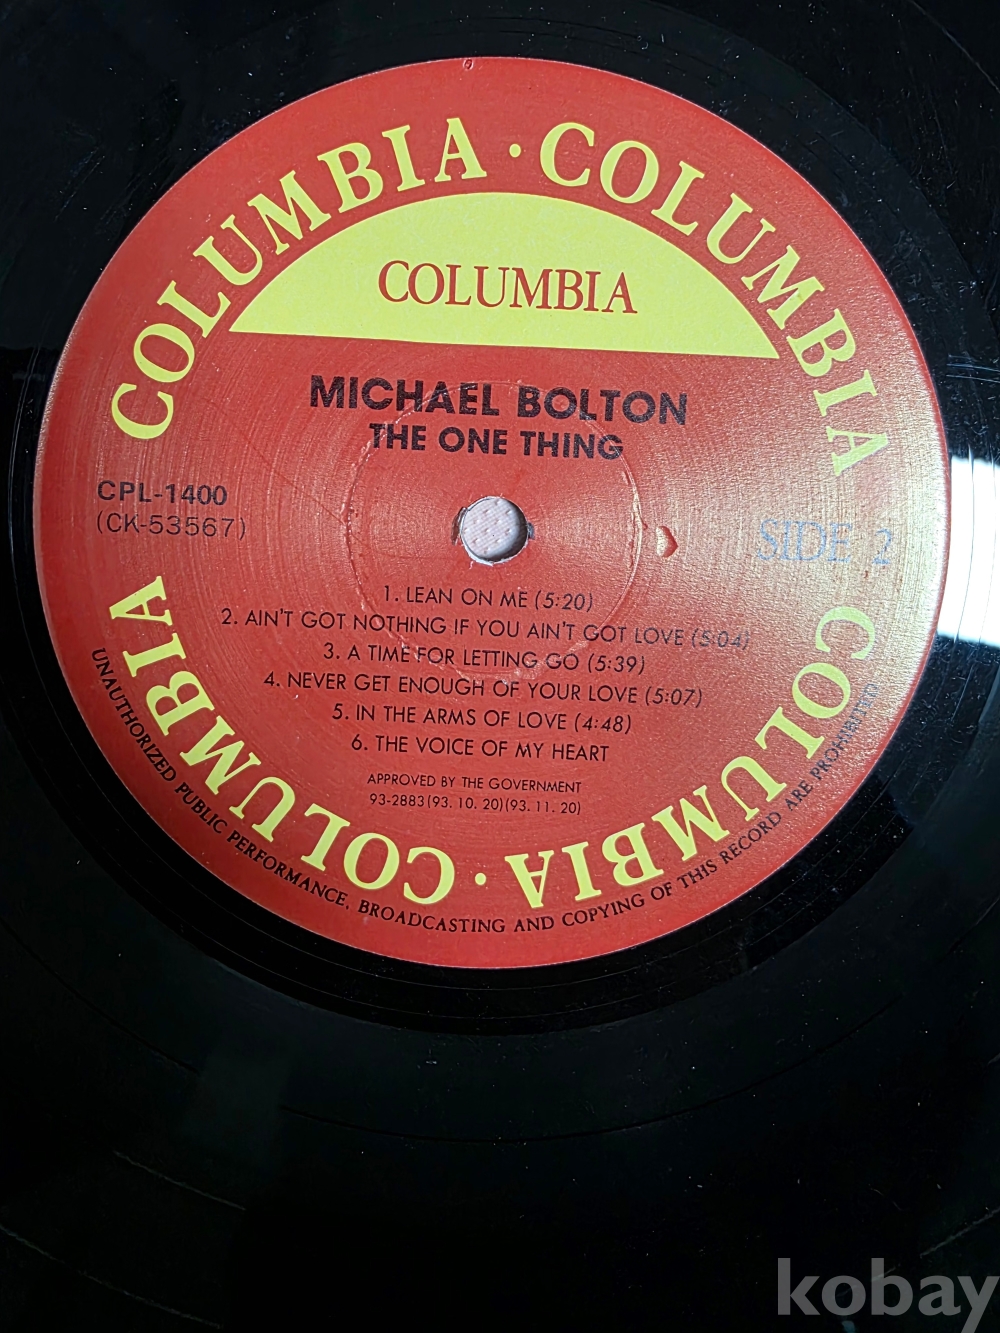 COLUMBIA · COLUMBIA
COLUMBIA
MICHAEL BOLTON
THE ONE THING
CPL-1400
(CK-53567)
SIDE 2
1. LEAN ON ME (5:20)
2. AIN'T GOT NOTHING IF YOU AIN'T GOT LOVE (5:04)
3. A TIME FOR LETTING GO (5:39)
4. NEVER GET ENOUGH OF YOUR LOVE (5:07)
5. IN THE ARMS OF LOVE (4:48)
6. THE VOICE OF MY HEART
APPROVED BY THE GOVERNMENT
93-2883(93. 10. 20)(93. 11. 20)
COLUMBIA · COLUMBIA
UNAUTHORIZED PUBLIC PERFORMANCE, BROADCASTING AND COPYING OF THIS RECORD ARE PROHIBITED
kobay